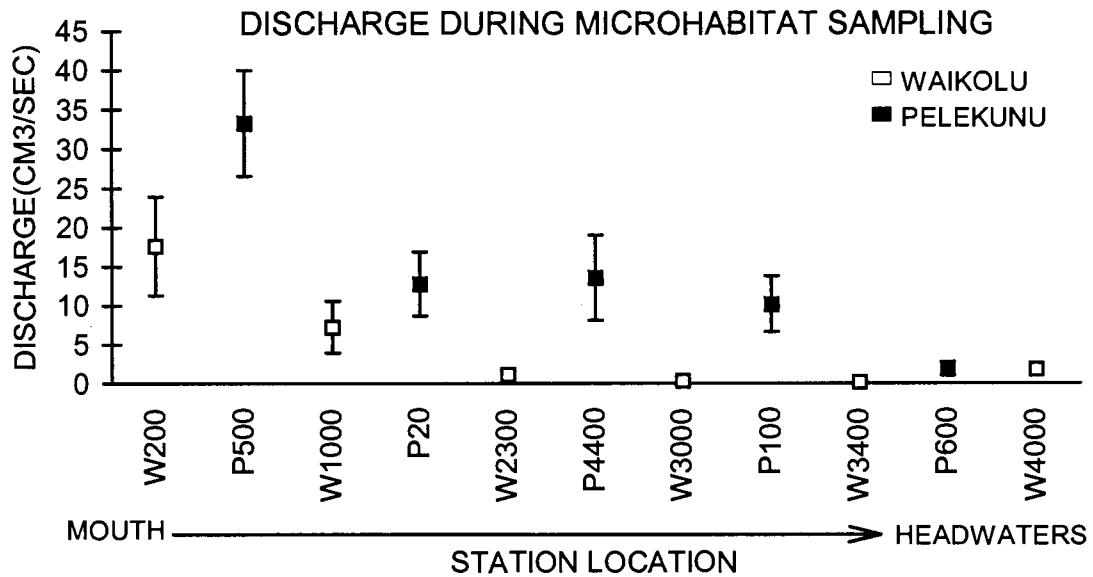 DISCHARGE DURING MICROHABITAT SAMPLING
DISCHARGE(CM3/SEC)
45
40
35
30
25
20
15
10
5
0
WAIKOLU
PELEKUNU
W200
P500
W1000
P20
W2300
P4400
W3000
P100
W3400
P600
W4000
MOUTH
HEADWATERS
STATION LOCATION